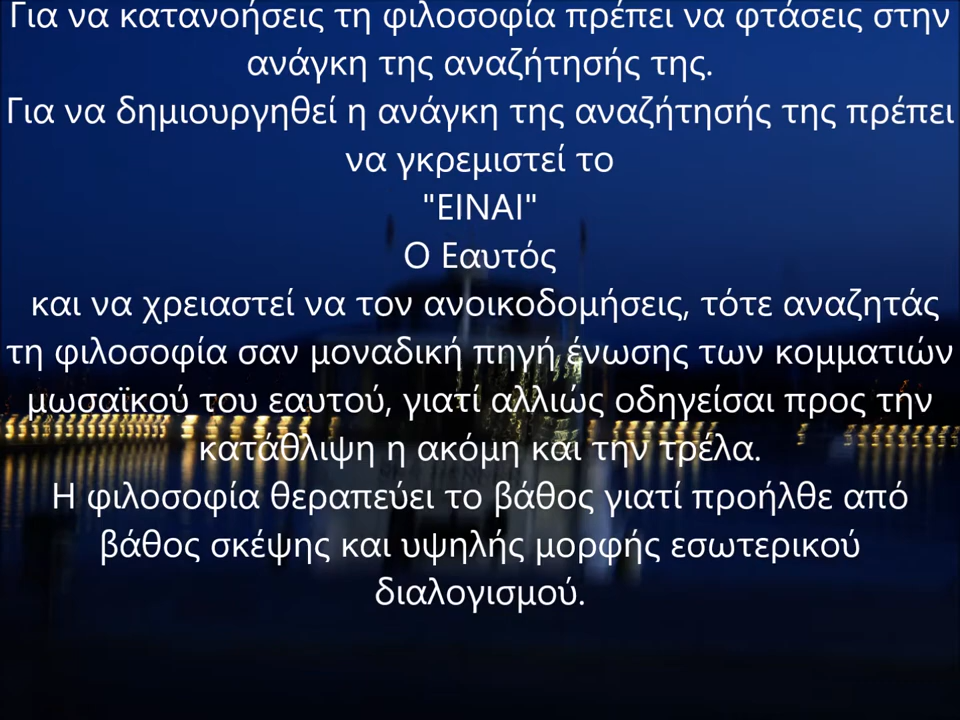 Για να κατανοήσεις τη φιλοσοφία πρέπει να φτάσεις στην
ανάγκη της αναζήτησής της.
Για να δημιουργηθεί η ανάγκη της αναζήτησής της πρέπει
να γκρεμιστεί το
"ΕΙΝΑΙ"
Ο Εαυτός
και να χρειαστεί να τον ανοικοδομήσεις, τότε αναζητάς
τη φιλοσοφία σαν μοναδική πηγή ένωσης των κομματιών
μωσαϊκού του εαυτού, γιατί αλλιώς οδηγείσαι προς την
κατάθλιψη η ακόμη και την τρέλα.
Η φιλοσοφία θεραπεύει το βάθος γιατί προήλθε από
βάθος σκέψης και υψηλής μορφής εσωτερικού
διαλογισμού.